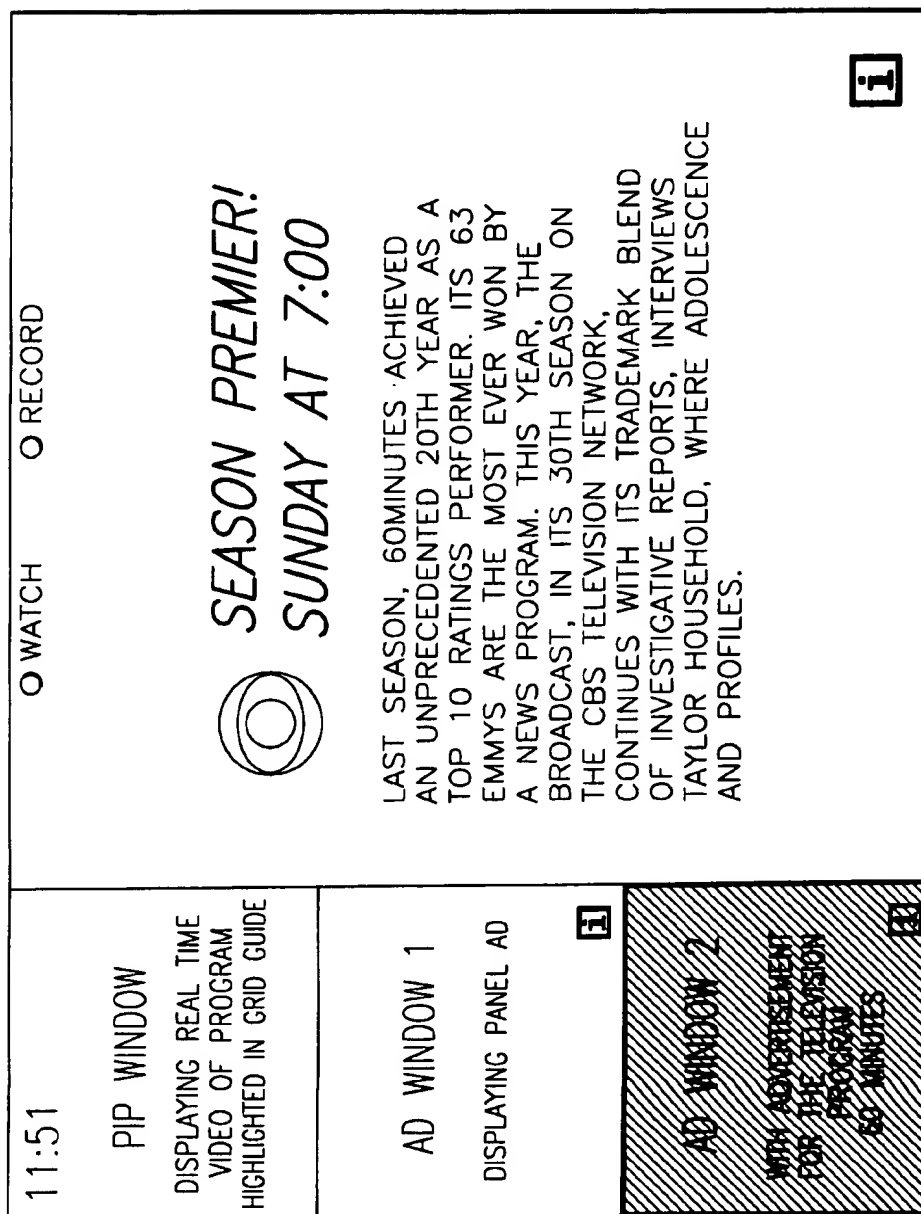 11:51
PIP WINDOW
DISPLAYING REAL TIME
VIDEO OF PROGRAM
HIGHLIGHTED IN GRID GUIDE
AD WINDOW 1
DISPLAYING PANEL AD
i
AD WINDOW 2
WITH ADVERTISEMENT
FOR THE TELEVISION
PROGRAM
60 MINUTES
i
WATCH RECORD
SEASON PREMIER!
SUNDAY AT 7:00
LAST SEASON, 60MINUTES ACHIEVED
AN UNPRECEDENTED 20TH YEAR AS A
TOP 10 RATINGS PERFORMER. ITS 63
EMMYS ARE THE MOST EVER WON BY
A NEWS PROGRAM. THIS YEAR, THE
BROADCAST, IN ITS 30TH SEASON ON
THE CBS TELEVISION NETWORK,
CONTINUES WITH ITS TRADEMARK BLEND
OF INVESTIGATIVE REPORTS, INTERVIEWS
TAYLOR HOUSEHOLD, WHERE ADOLESCENCE
AND PROFILES.
i